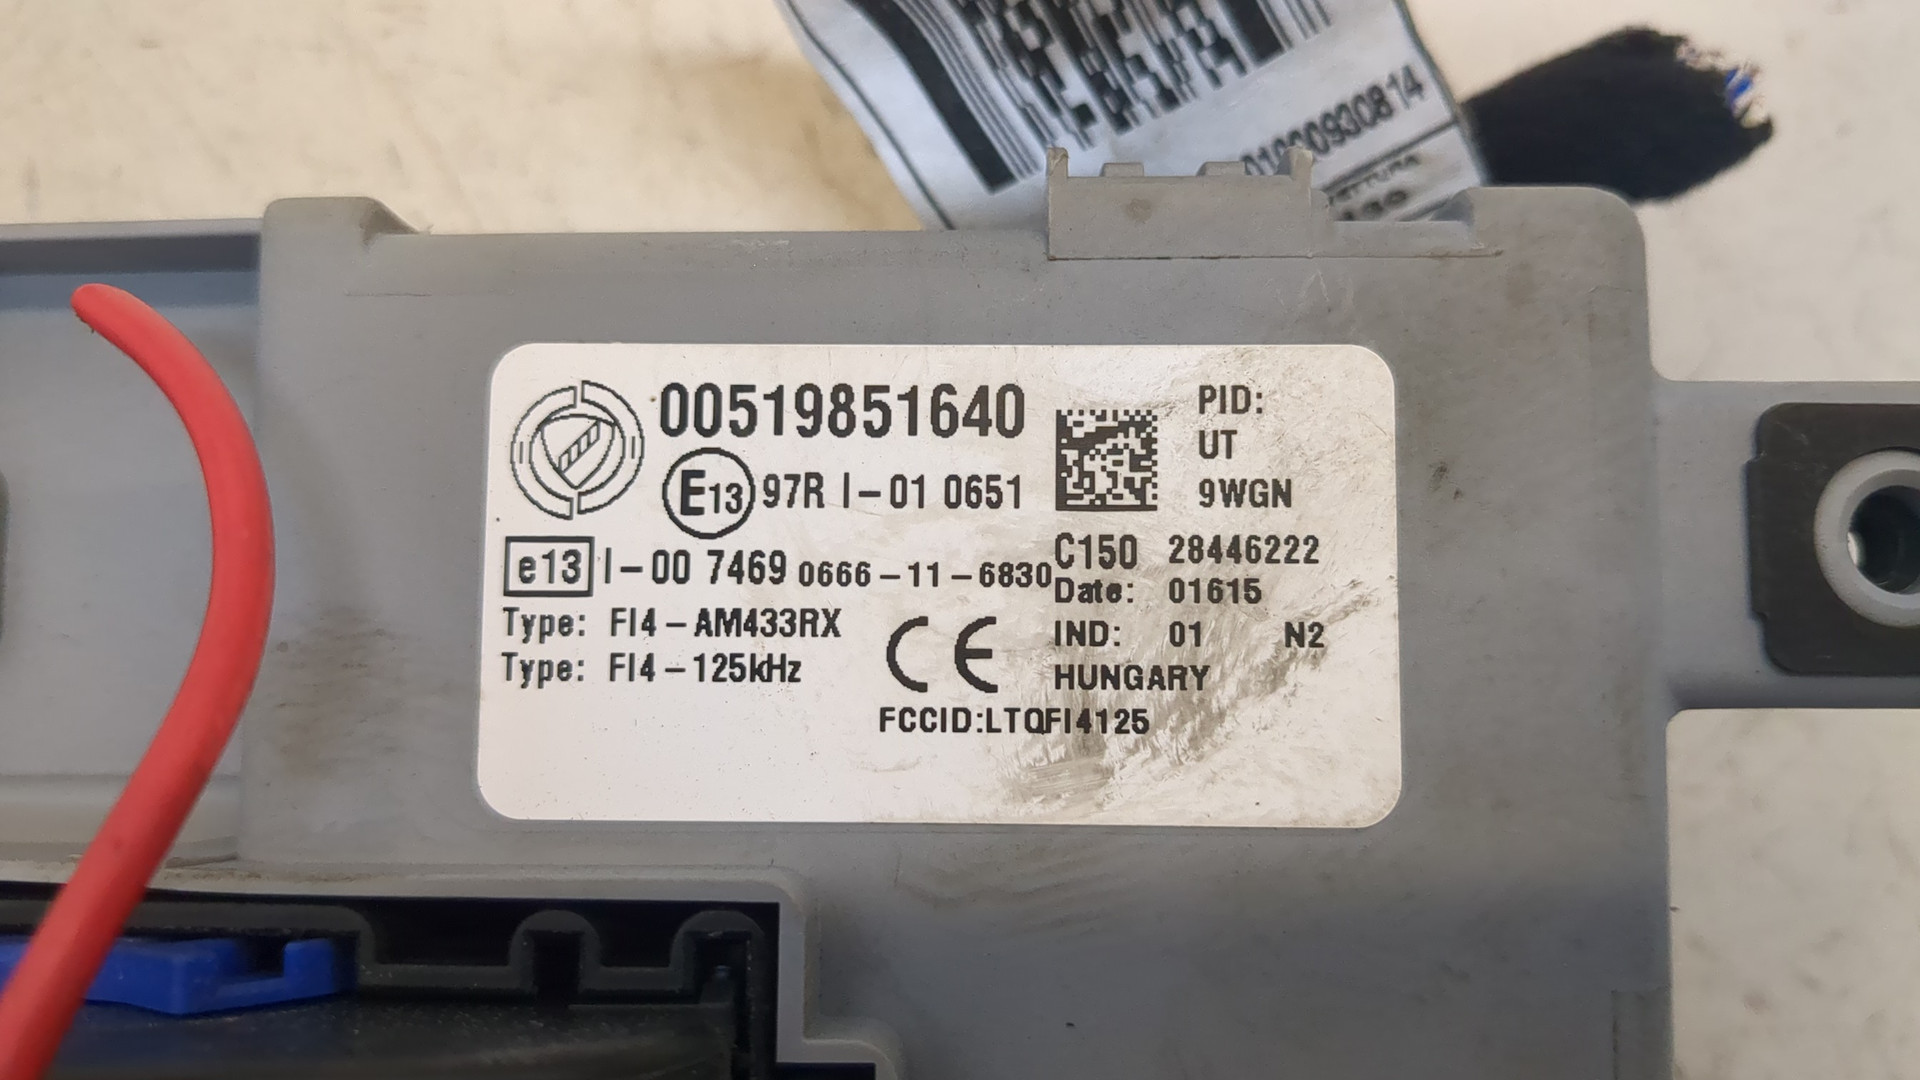 00930814
00519851640
E13 97R I-01 0651
e13 I-00 7469 0666-11-6830
Type: FI4-AM433RX
Type: FI4-125kHz
CE
FCCID:LTQFI4125
PID:
UT
9WGN
C150 28446222
Date: 01615
IND: 01 N2
HUNGARY